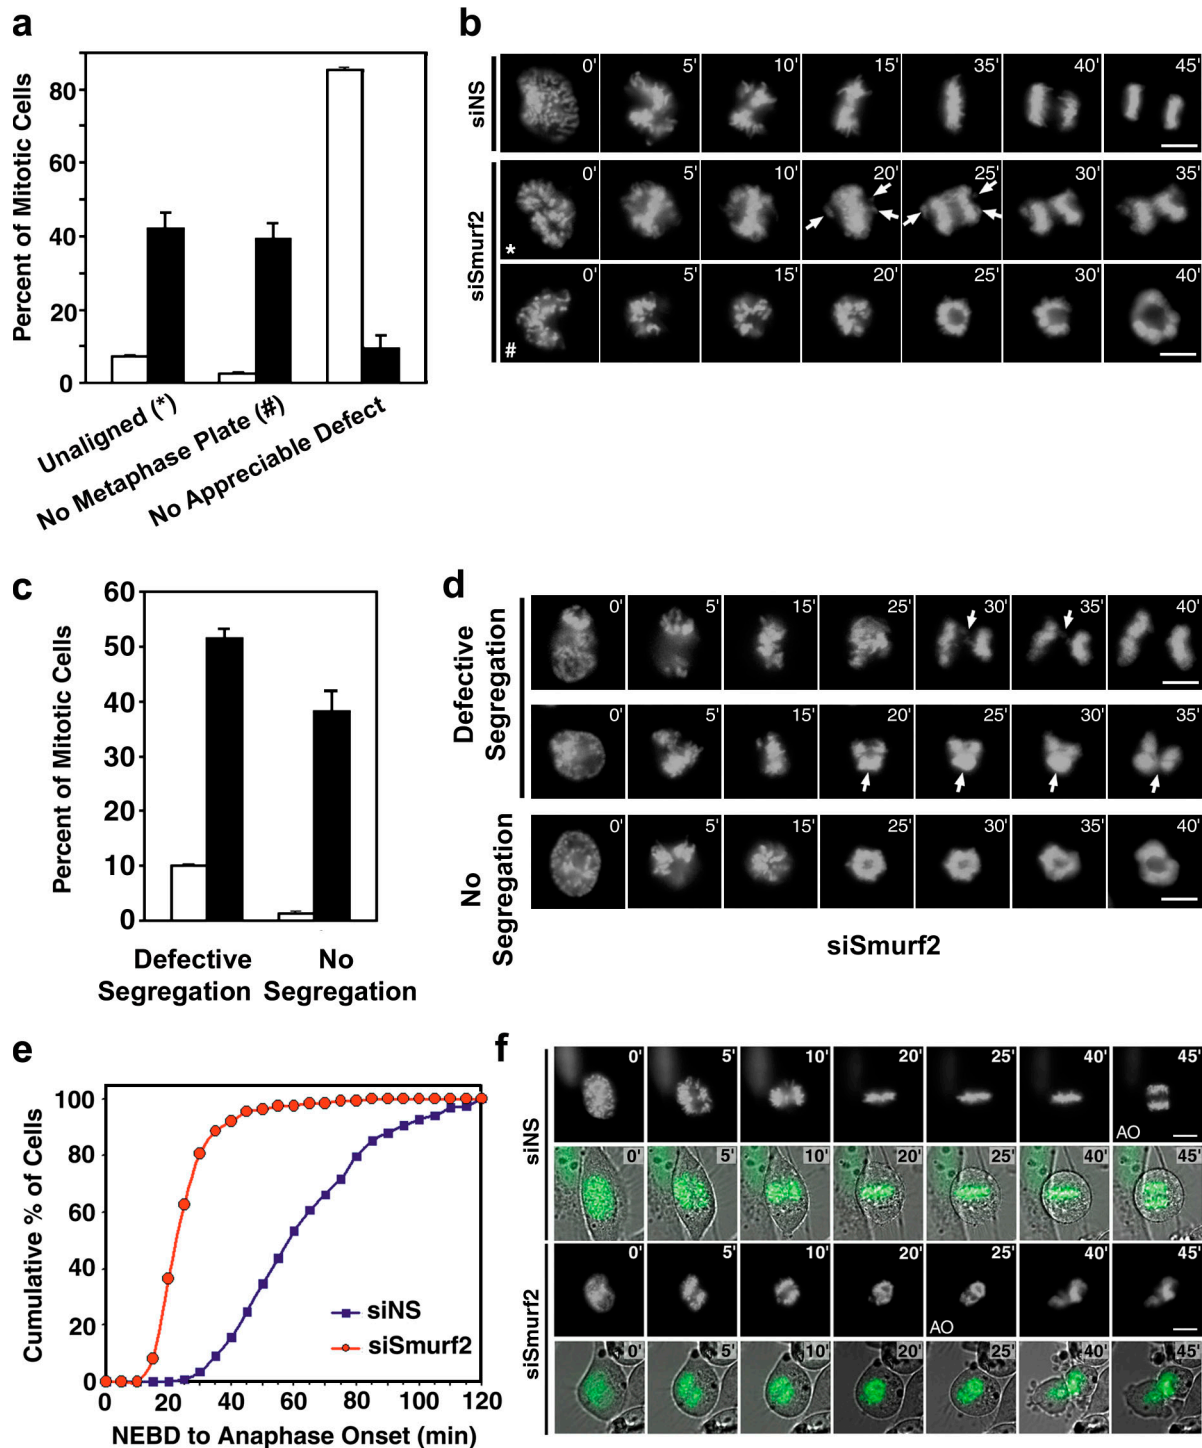 a
Percent of Mitotic Cells
80
60
40
20
0
Unaligned (*)
No Metaphase Plate (#)
No Appreciable Defect
b
siNS
0' 5' 10' 15' 35' 40' 45'
siSmurf2
0' 5' 10' 20' 25' 30' 35'
*
0' 5' 10' 20' 25' 30' 40'
#
c
Percent of Mitotic Cells
60
50
40
30
20
10
0
Defective Segregation
No Segregation
d
Defective Segregation
0' 5' 15' 25' 30' 35' 40'
0' 5' 15' 20' 25' 30' 35'
No Segregation
0' 5' 15' 25' 30' 35' 40'
siSmurf2
e
Cumulative % of Cells
100
80
60
40
20
0
siNS
siSmurf2
0 20 40 60 80 100 120
NEBD to Anaphase Onset (min)
f
siNS
0' 5' 10' 20' 25' 40' 45'
AO
0' 5' 10' 20' 25' 40' 45'
siSmurf2
0' 5' 10' 20' 25' 40' 45'
AO
0' 5' 10' 20' 25' 40' 45'